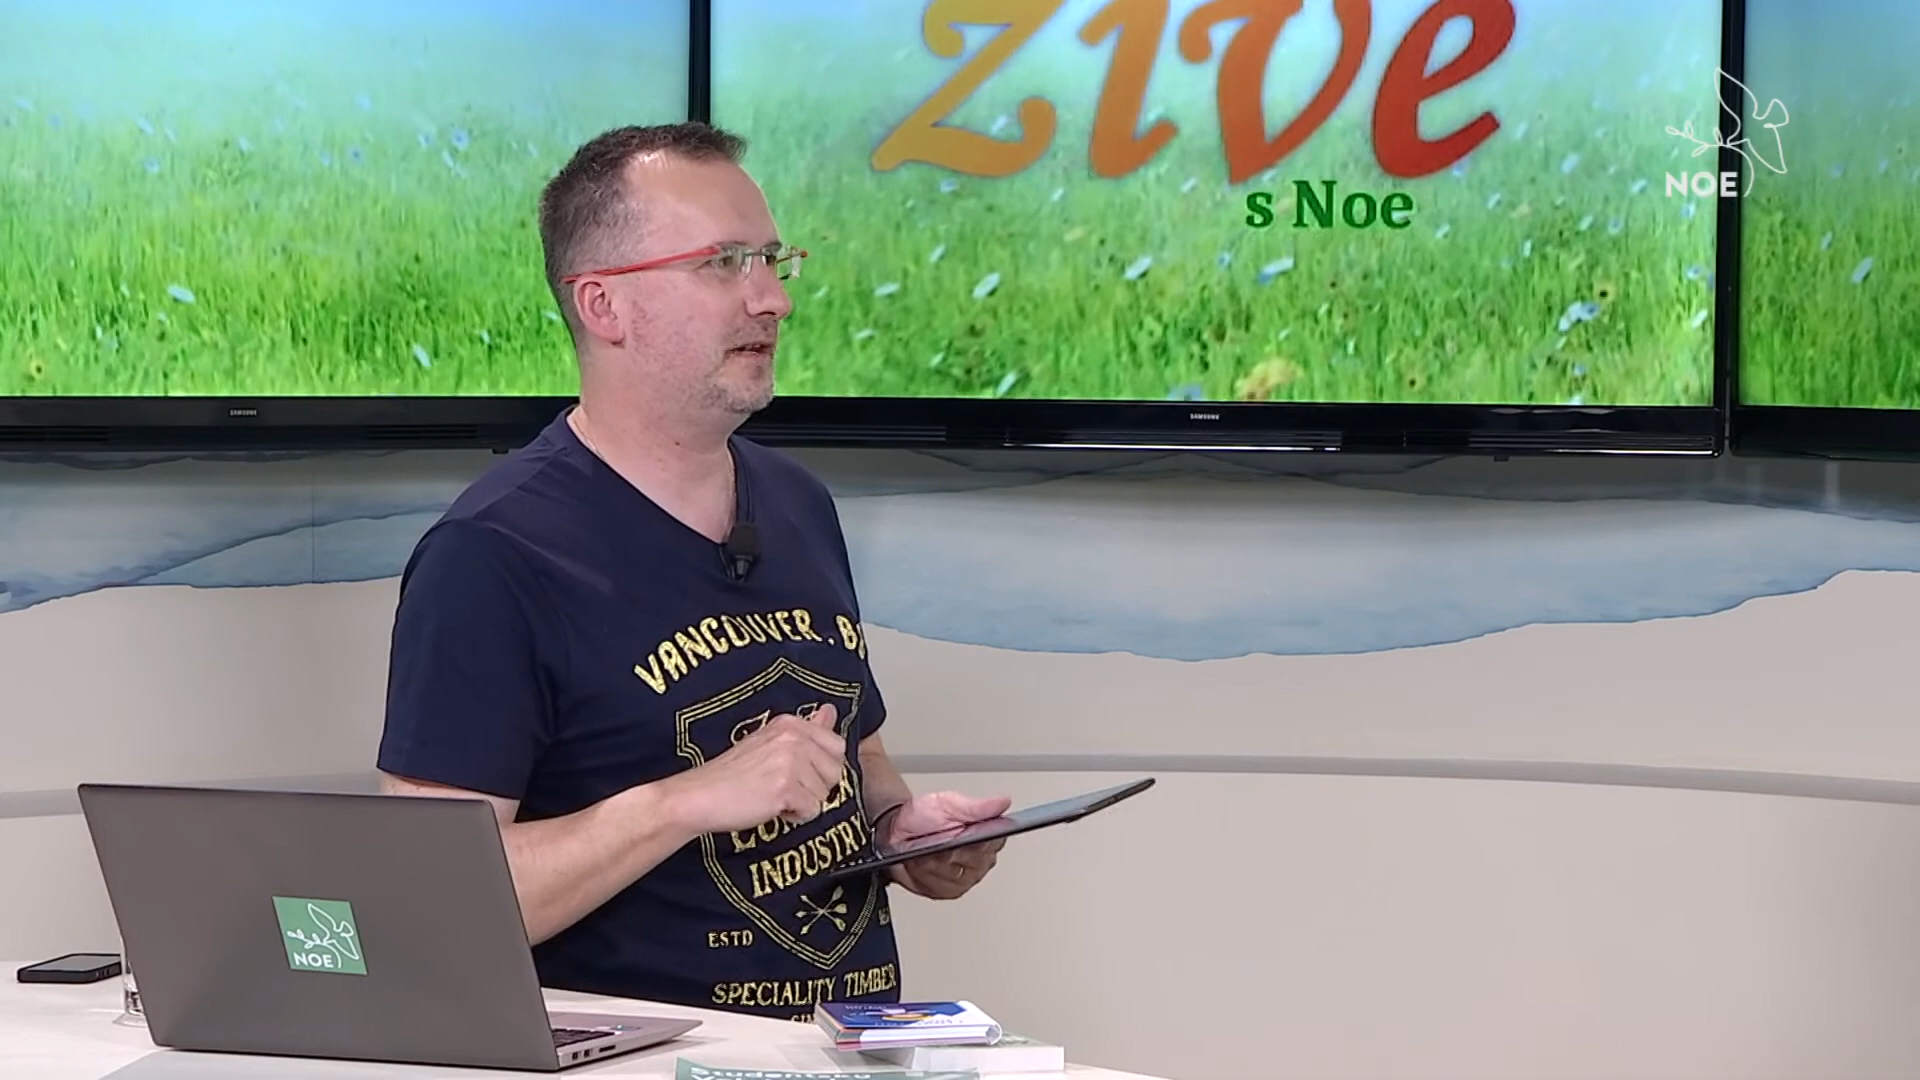 žive
s Noe
NOE
SAMSUNG
SAMSUNG
VANCOUVER . B
INDUSTRY
ESTD
SPECIALITY TIMBER
NOE